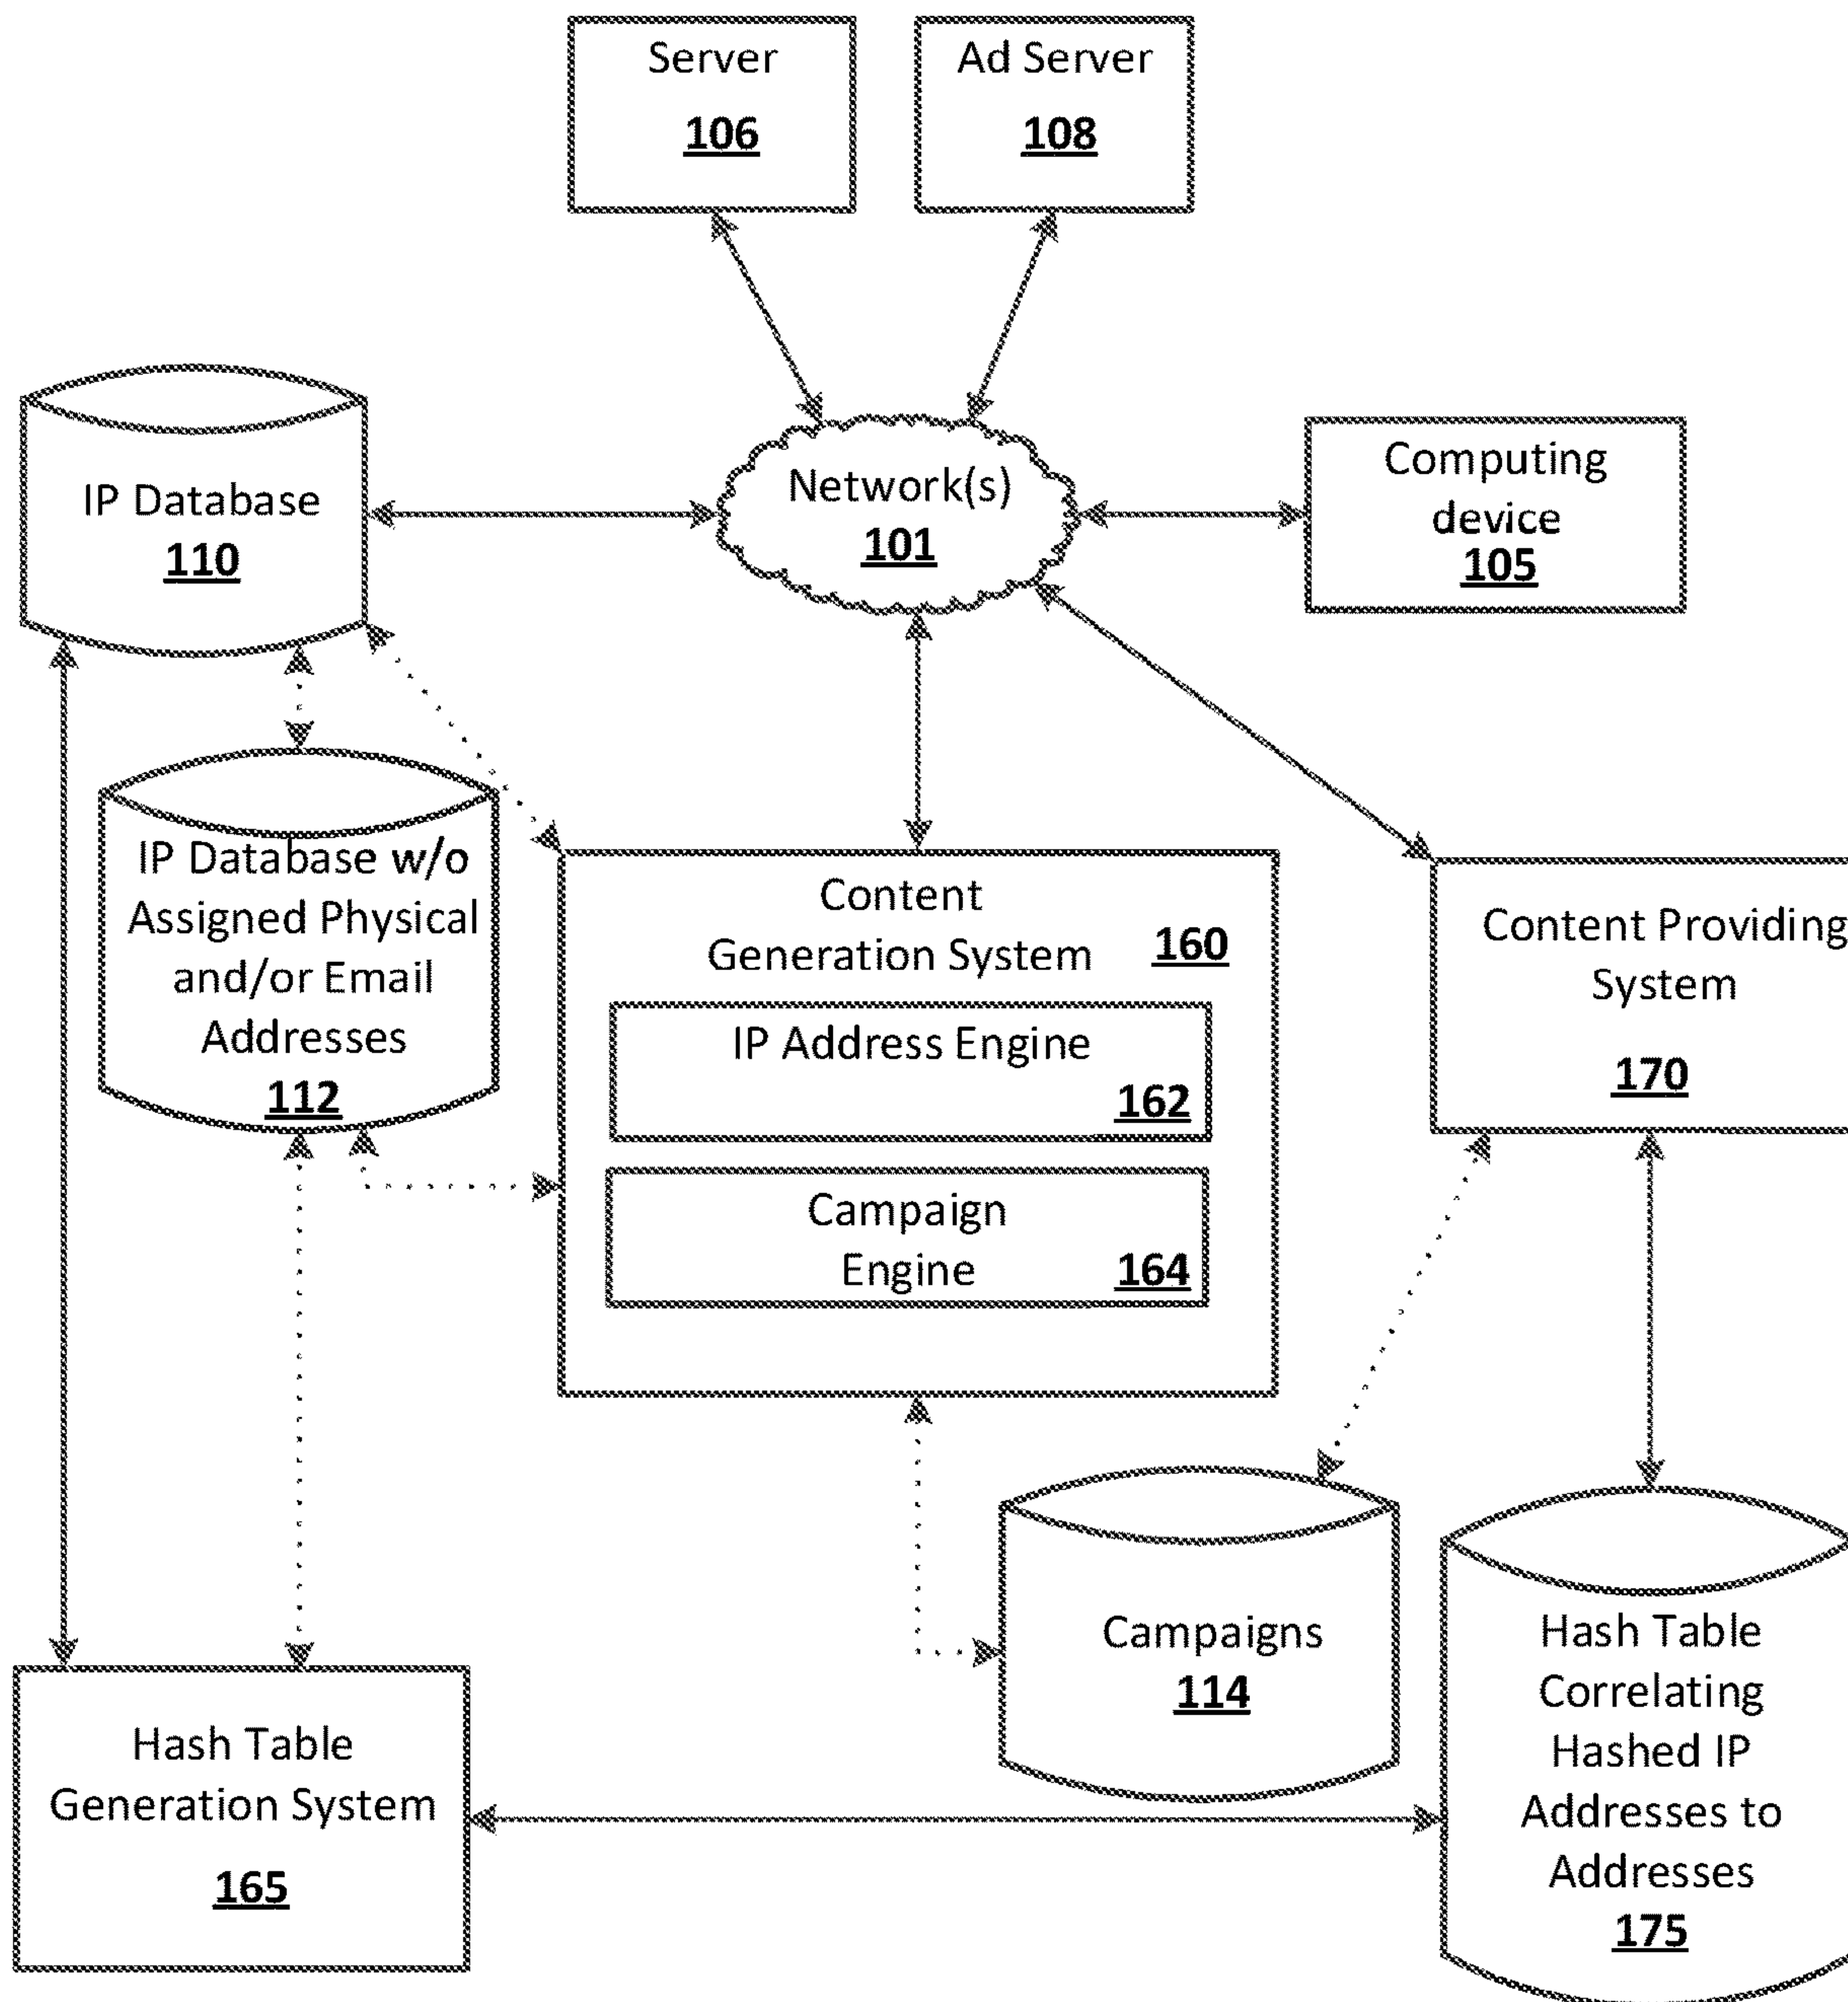 Server
106
Ad Server
108
IP Database
110
Network(s)
101
Computing
device
105
IP Database w/o
Assigned Physical
and/or Email
Addresses
112
Content
Generation System 160
IP Address Engine
162
Campaign
Engine 164
Content Providing
System
170
Campaigns
114
Hash Table
Generation System
165
Hash Table
Correlating
Hashed IP
Addresses to
Addresses
175